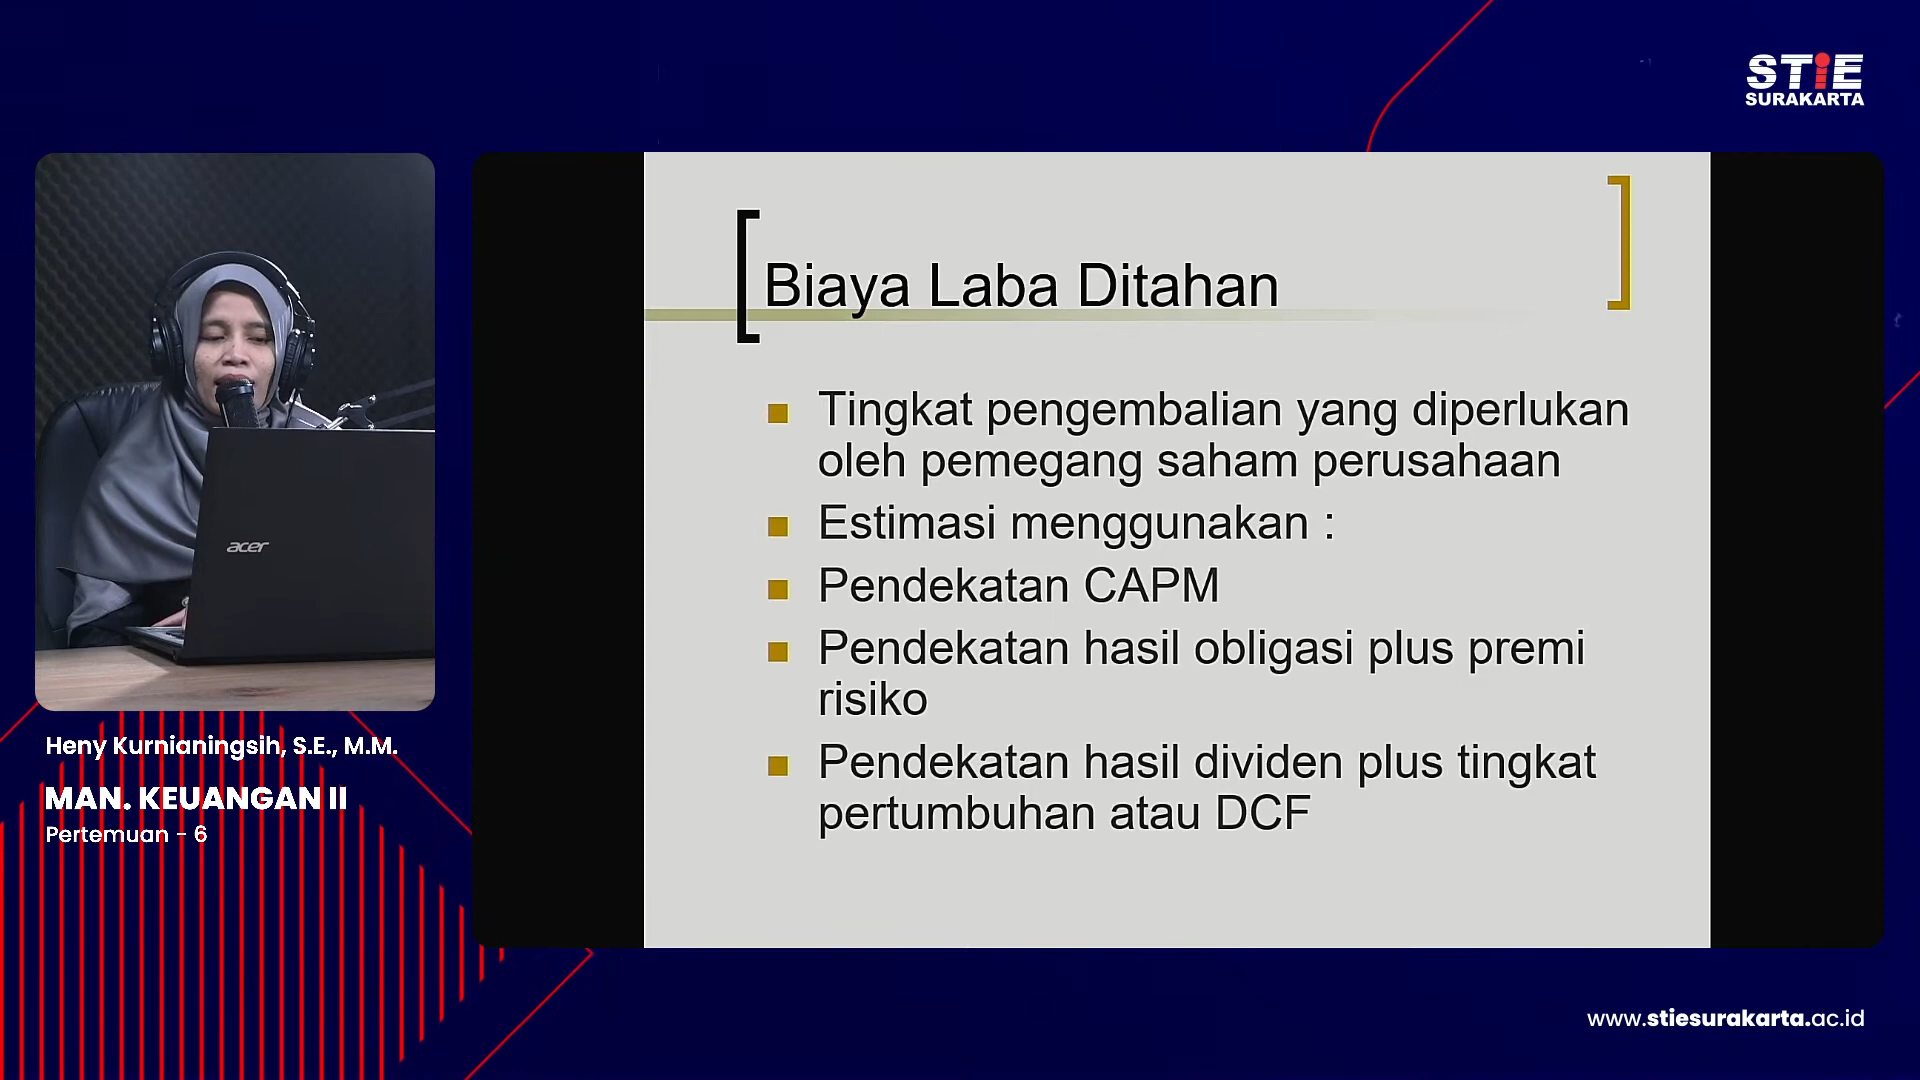 STiE
SURAKARTA
Biaya Laba Ditahan
Tingkat pengembalian yang diperlukan
oleh pemegang saham perusahaan
Estimasi menggunakan :
Pendekatan CAPM
Pendekatan hasil obligasi plus premi
risiko
Pendekatan hasil dividen plus tingkat
pertumbuhan atau DCF
acer
Heny Kurnianingsih, S.E., M.M.
MAN. KEUANGAN II
Pertemuan - 6
www.stiesurakarta.ac.id